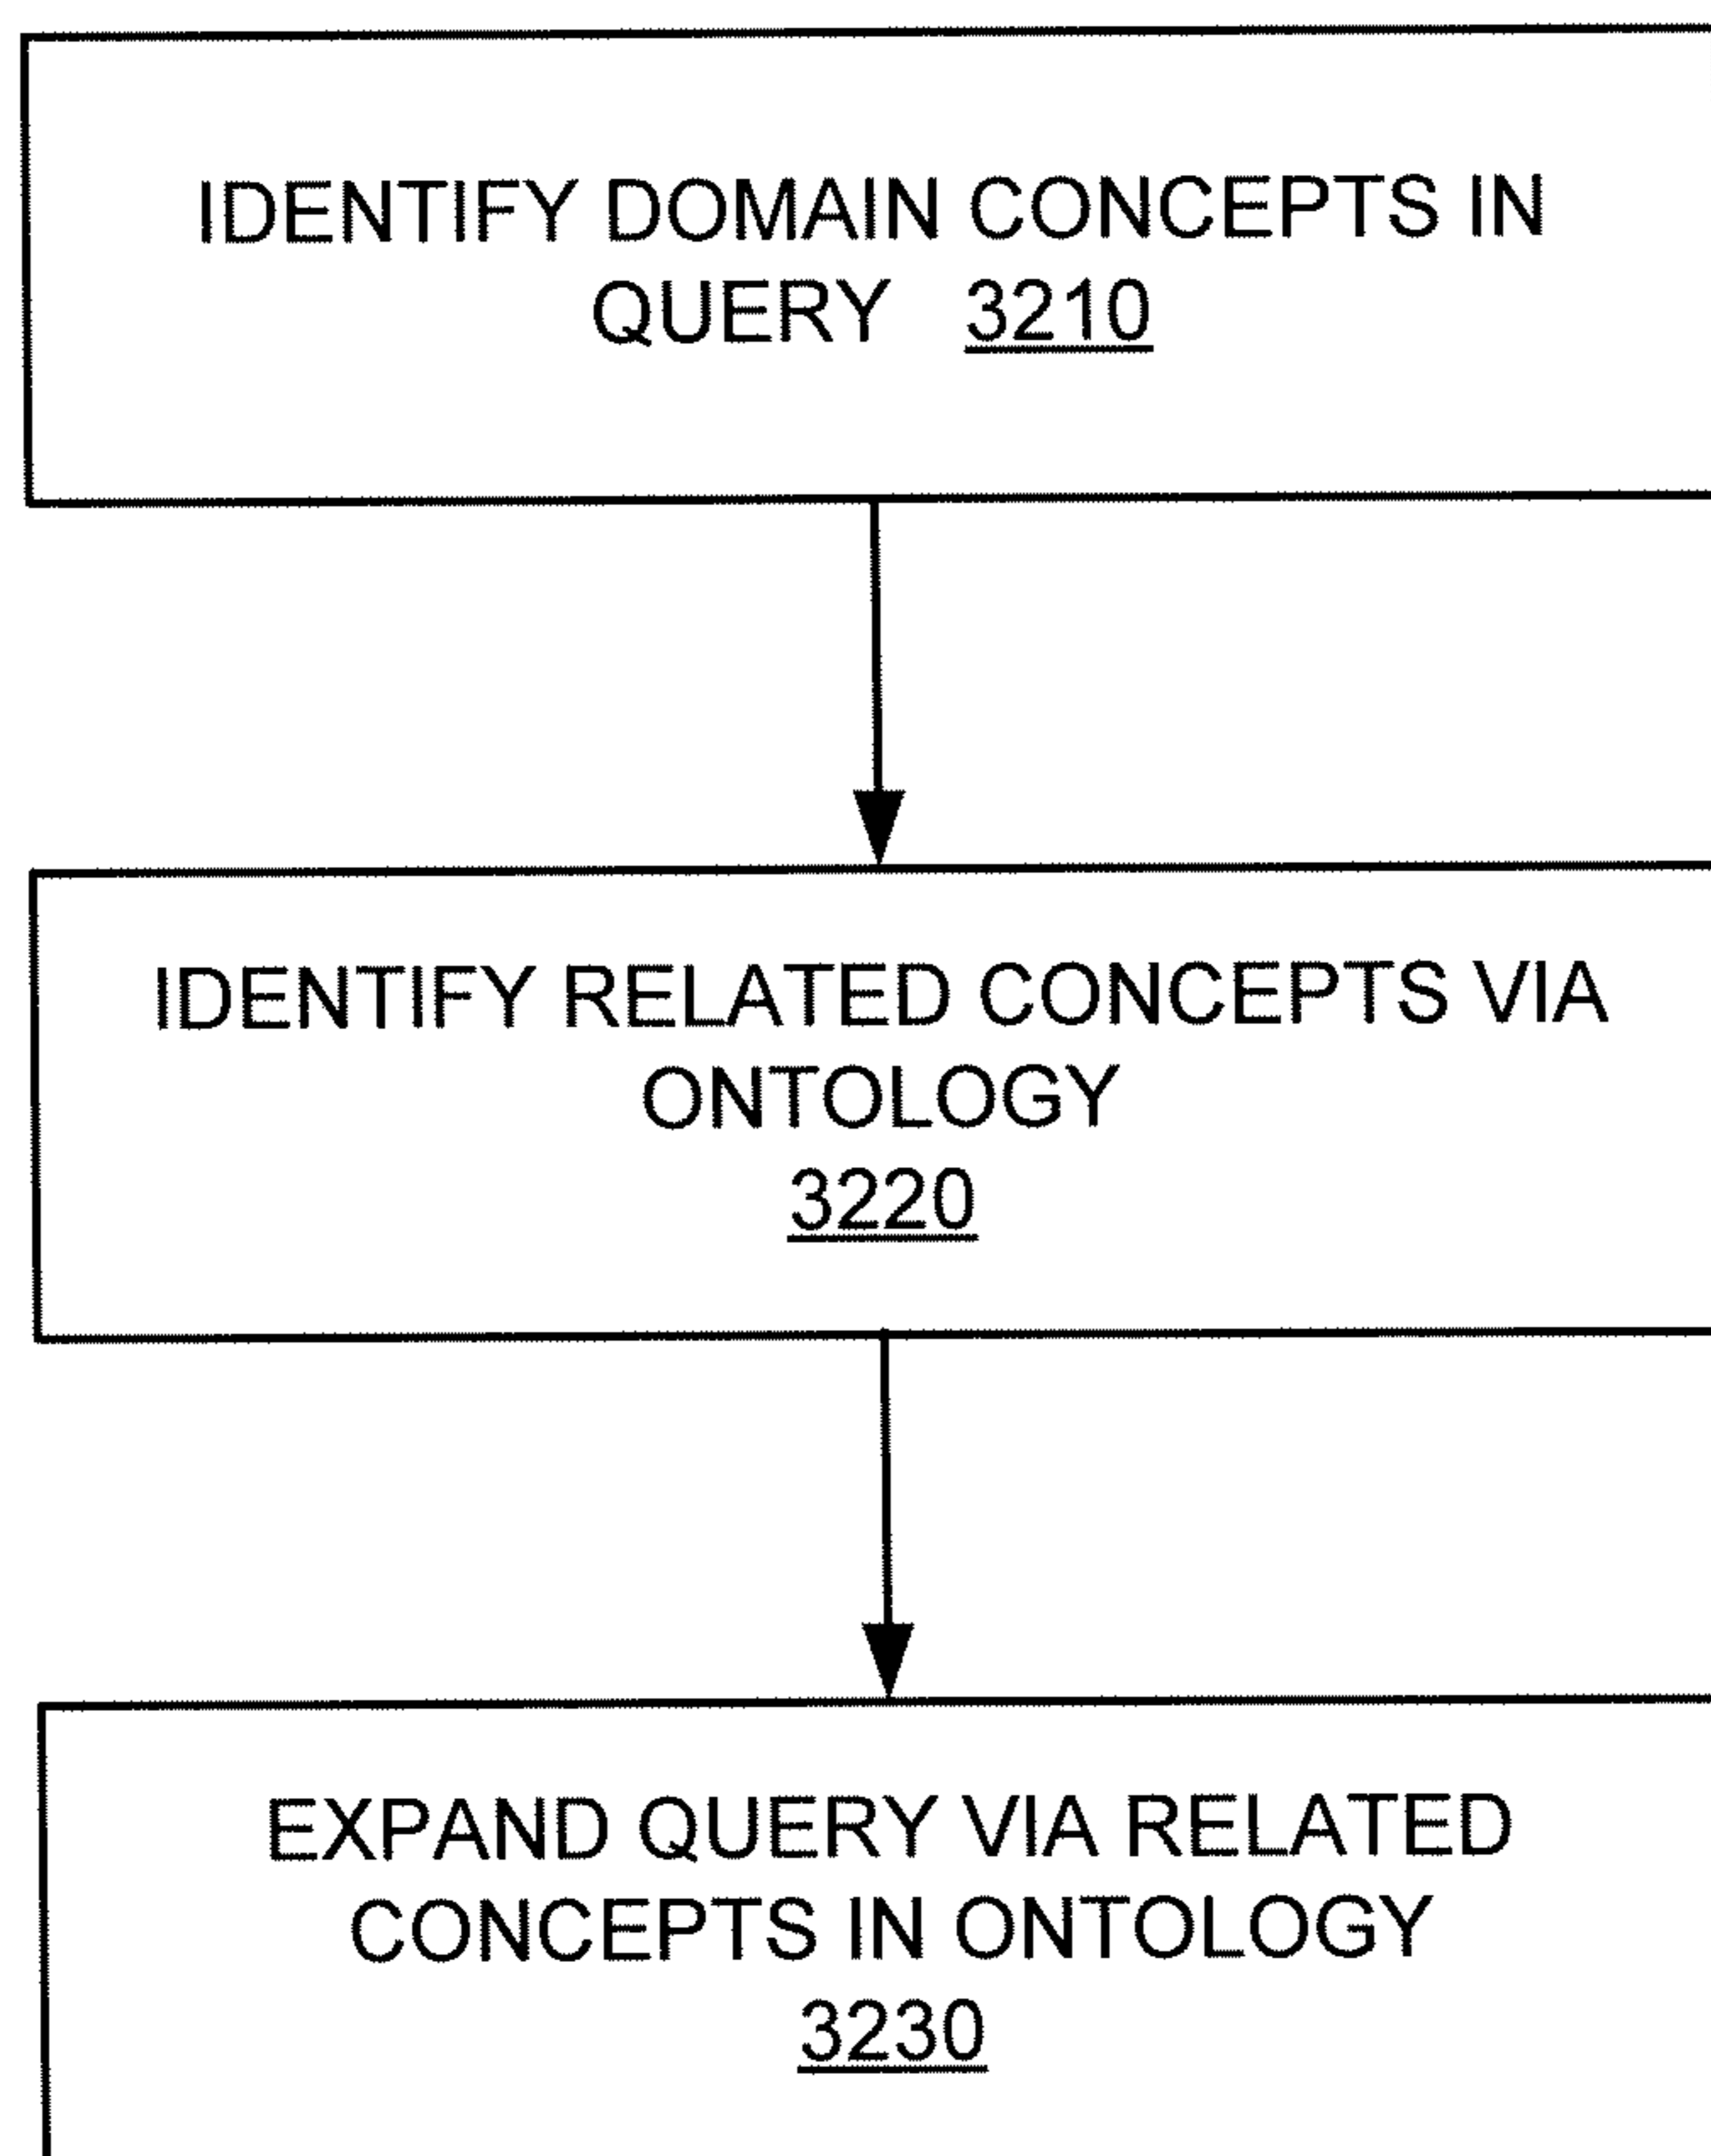 IDENTIFY DOMAIN CONCEPTS IN
QUERY 3210
IDENTIFY RELATED CONCEPTS VIA
ONTOLOGY
3220
EXPAND QUERY VIA RELATED
CONCEPTS IN ONTOLOGY
3230